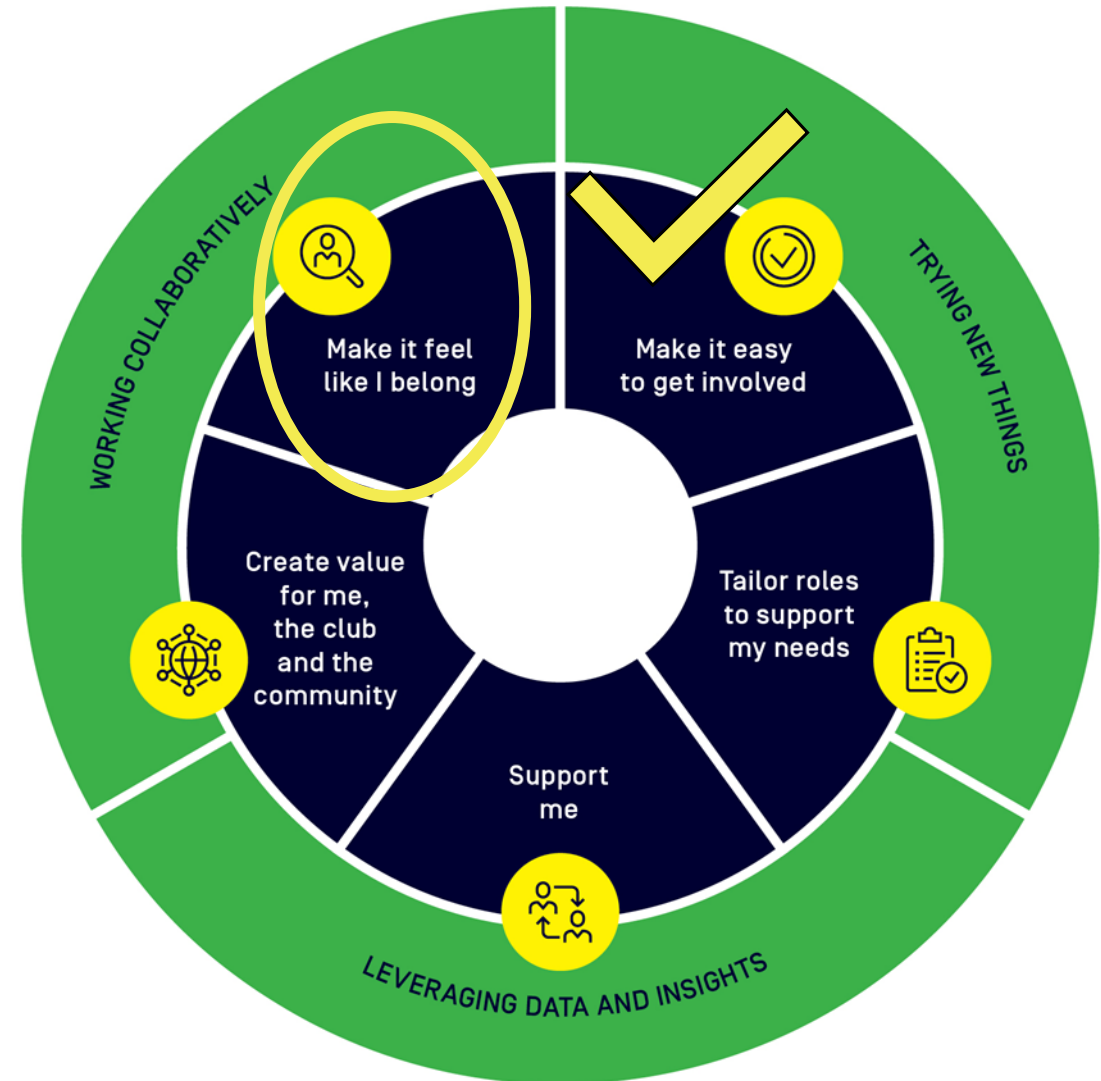 WORKING COLLABORATIVELY
TRYING NEW THINGS
Make it feel
like I belong
Make it easy
to get involved
Create value
for me,
the club
and the
community
Tailor roles
to support
my needs
Support
me
LEVERAGING DATA AND INSIGHTS